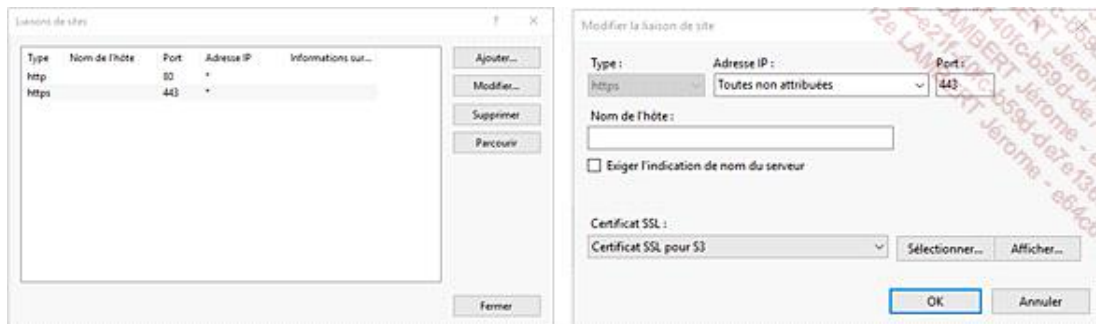 Liaisons de sites ? ×
Type Nom de l'hôte Port Adresse IP Informations sur...
http 80 *
https 443 *
Ajouter...
Modifier...
Supprimer
Parcourir
Fermer
Modifier la liaison de site
Type : Adresse IP : Port :
https Toutes non attribuées 443
Nom de l'hôte :
Exiger l'indication de nom du serveur
Certificat SSL :
Certificat SSL pour S3 Sélectionner... Afficher...
OK Annuler
LAMBERT Jérome